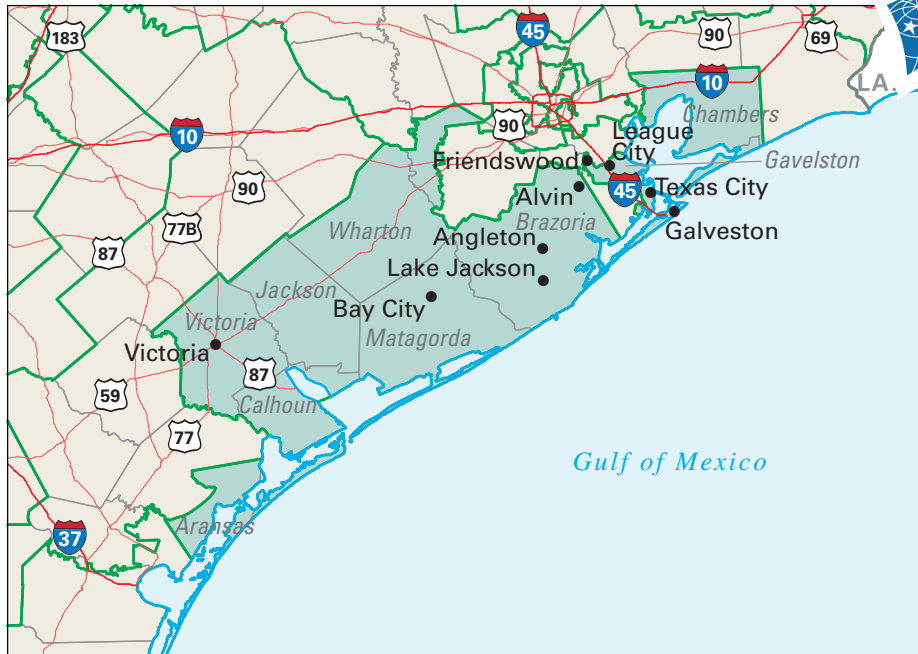 183
45
90
69
LA.
10
Chambers
90
League
City
10
Friendswood
Gavelston
45
Texas City
90
Alvin
Brazoria
Galveston
77B
Wharton
Angleton
87
Lake Jackson
Jackson
Bay City
Victoria
Matagorda
Victoria
87
59
Calhoun
77
Gulf of Mexico
Aransas
37